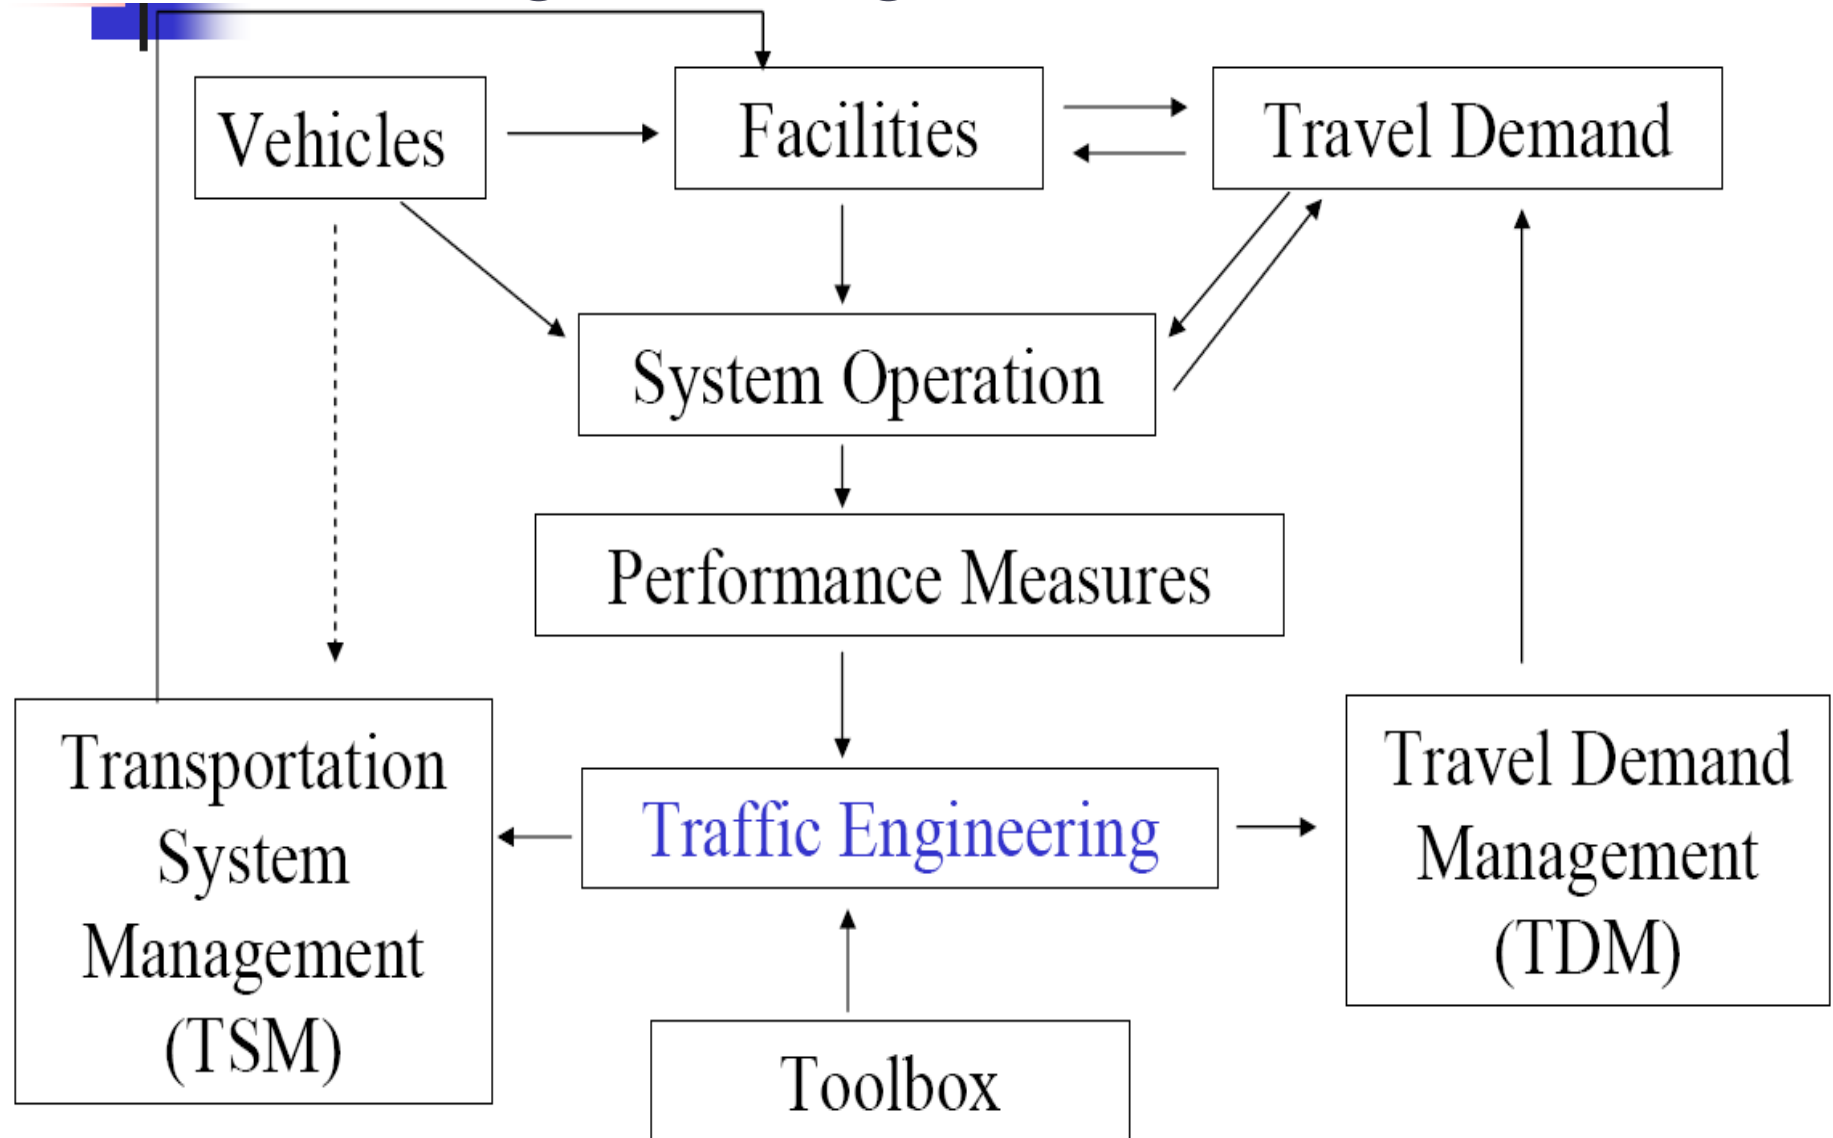 Vehicles
Facilities
Travel Demand
System Operation
Performance Measures
Transportation
System
Management
(TSM)
Traffic Engineering
Travel Demand
Management
(TDM)
Toolbox